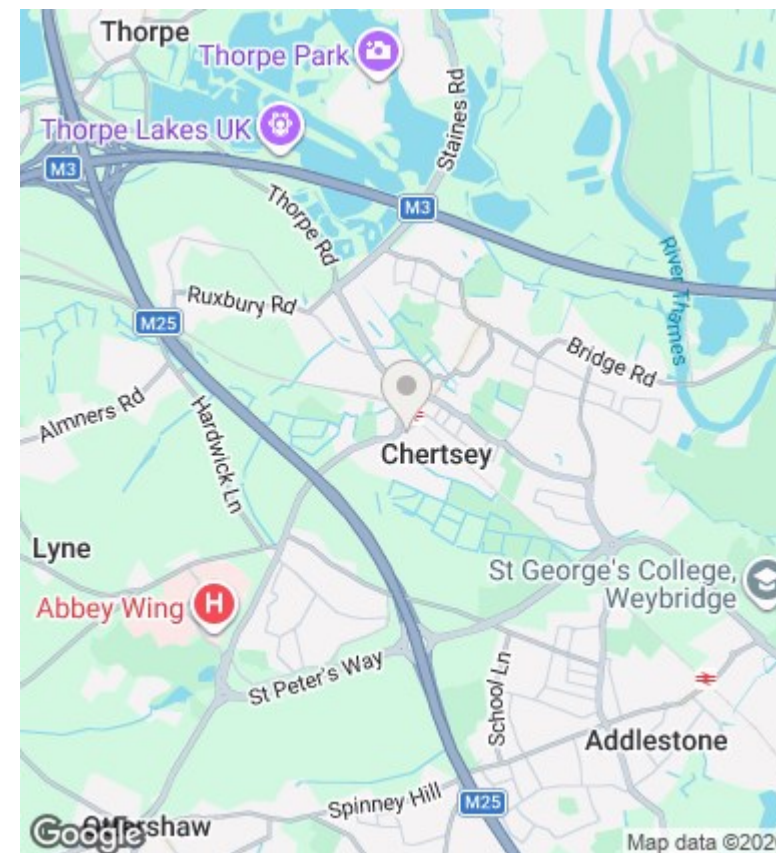 Thorpe
Thorpe Park
Thorpe Lakes UK
Staines Rd
M3
M3
Thorpe Rd
River Thames
Ruxbury Rd
M25
Bridge Rd
Almners Rd
Hardwick Ln
Chertsey
Lyne
St George's College,
Weybridge
Abbey Wing
H
St Peter's Way
School Ln
Addlestone
Spinney Hill
M25
Google
Map data ©202